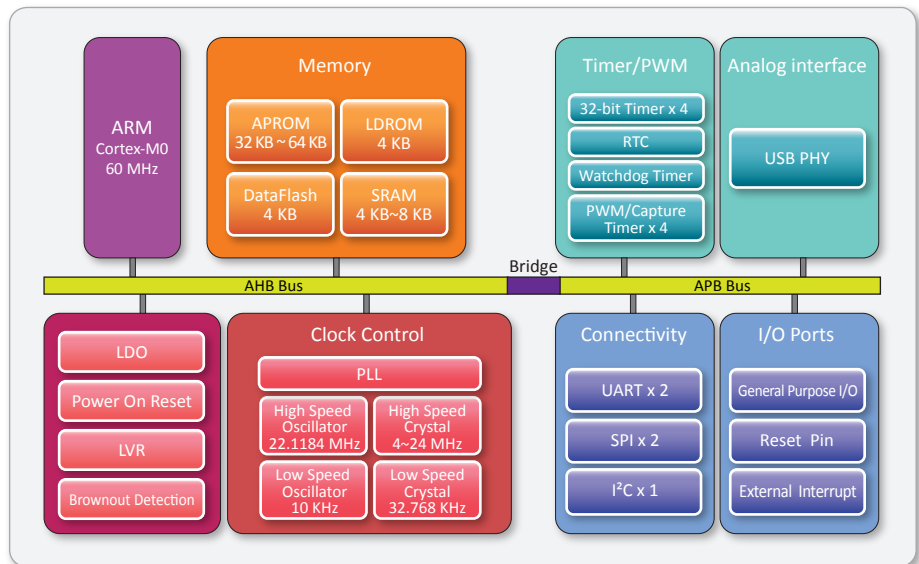 ARM
Cortex-M0
60 MHz
Memory
APROM
32 KB ~ 64 KB
LDROM
4 KB
DataFlash
4 KB
SRAM
4 KB~8 KB
Timer/PWM
32-bit Timer x 4
RTC
Watchdog Timer
PWM/Capture
Timer x 4
Analog interface
USB PHY
AHB Bus
Bridge
APB Bus
LDO
Power On Reset
LVR
Brownout Detection
Clock Control
PLL
High Speed
Oscillator
22.1184 MHz
High Speed
Crystal
4~24 MHz
Low Speed
Oscillator
10 KHz
Low Speed
Crystal
32.768 KHz
Connectivity
UART x 2
SPI x 2
I²C x 1
I/O Ports
General Purpose I/O
Reset Pin
External Interrupt